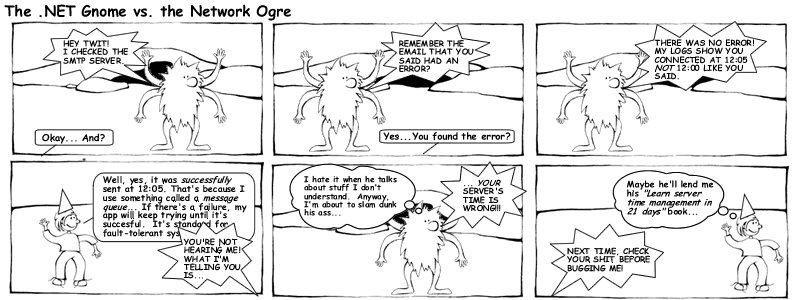 The .NET Gnome vs. the Network Ogre
HEY TWIT!
I CHECKED THE
SMTP SERVER.
Okay... And?
REMEMBER THE
EMAIL THAT YOU
SAID HAD AN
ERROR?
Yes...You found the error?
THERE WAS NO ERROR!
MY LOGS SHOW YOU
CONNECTED AT 12:05
NOT 12:00 LIKE YOU
SAID.
Well, yes, it was successfully
sent at 12:05. That's because I
use something called a message
queue... If there's a failure, my
app will keep trying until it's
succesful. It's standard for
fault-tolerant sys
YOU'RE NOT
HEARING ME!
WHAT I"M
TELLING YOU
IS...
I hate it when he talks
about stuff I don't
understand. Anyway,
I'm about to slam dunk
his ass...
... YOUR
SERVER'S
TIME IS
WRONG!!!
Maybe he'll lend me
his "Learn server
time management in
21 days" book...
NEXT TIME, CHECK
YOUR SHIT BEFORE
BUGGING ME!